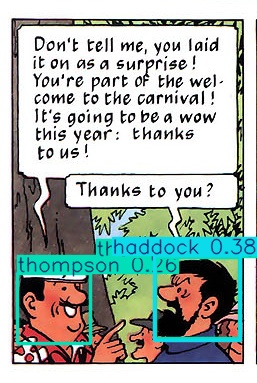 Don't tell me, you laid
it on as a surprise!
You're part of the wel-
come to the carnival!
It's going to be a wow
this year: thanks
to us!
Thanks to you?
haddock 0.38
thompson 0.26